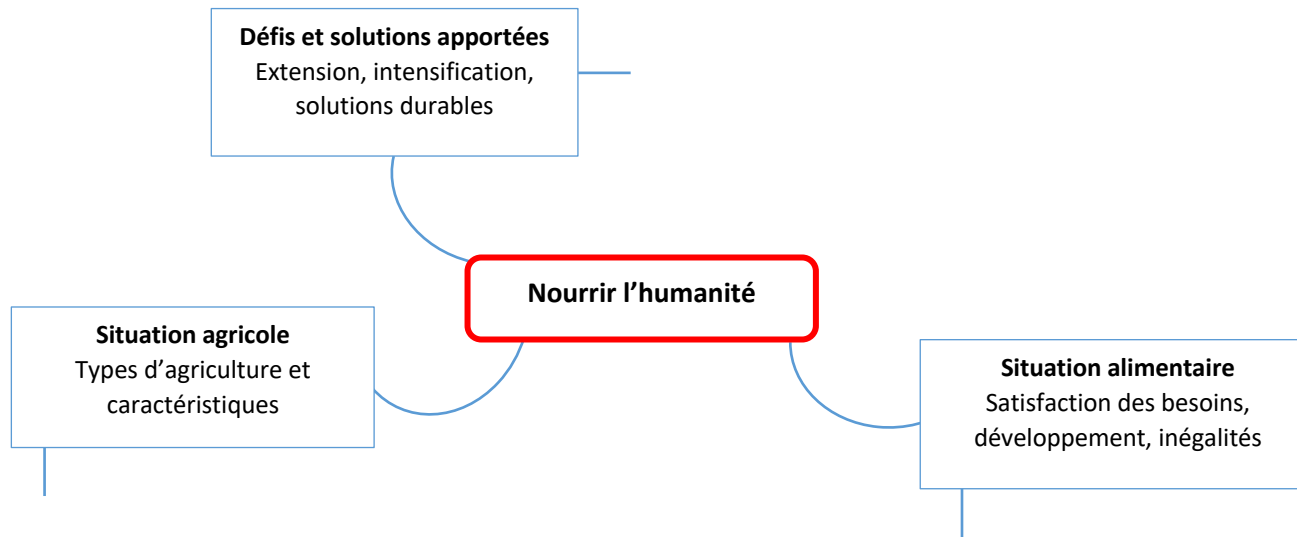 Défis et solutions apportées
Extension, intensification,
solutions durables
Nourrir l’humanité
Situation agricole
Types d’agriculture et
caractéristiques
Situation alimentaire
Satisfaction des besoins,
développement, inégalités